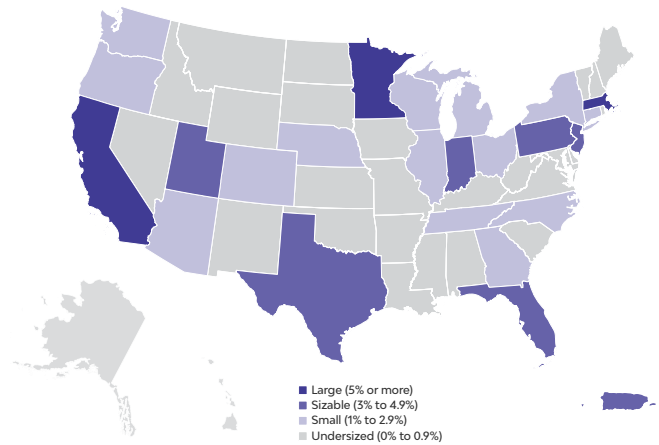 Large (5% or more)
Sizable (3% to 4.9%)
Small (1% to 2.9%)
Undersized (0% to 0.9%)